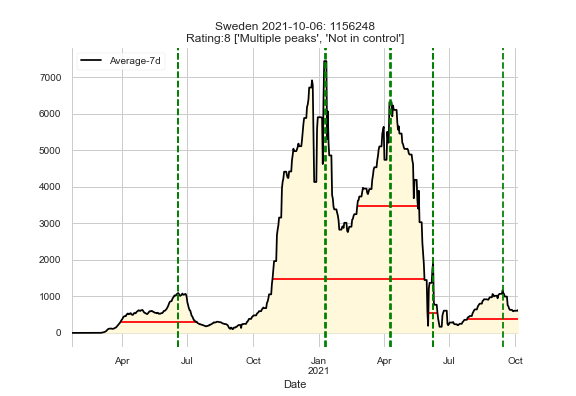 Sweden 2021-10-06: 1156248
Rating:8 ['Multiple peaks', 'Not in control']
Average-7d
7000
6000
5000
4000
3000
2000
1000
0
Apr Jul Oct Jan Apr Jul Oct
2021
Date